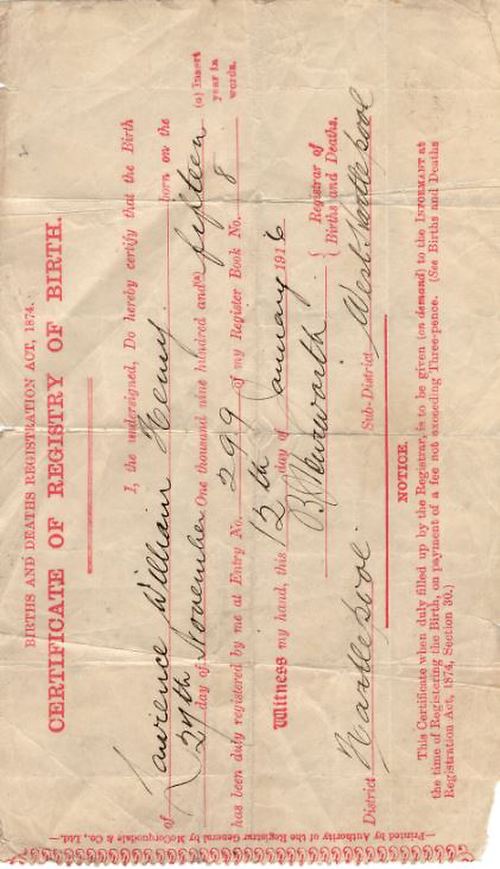 BIRTHS AND DEATHS REGISTRATION ACT, 1874.
CERTIFICATE OF REGISTRY OF BIRTH.
I, the undersigned, Do hereby certify that the Birth
of Lawrence William Henry born on the
27th day of November One thousand nine hundred and (a) fifteen
(a) Insert year in words.
has been duly registered by me at Entry No. 299 of my Register Book No. 8
Witness my hand, this 12th day of January 1916
Wentworth { Registrar of Births and Deaths.
District Hartlepool Sub-District West Hartlepool
NOTICE.
This Certificate when duly filled up by the Registrar, is to be given (on demand) to the INFORMANT at
the time of Registering the Birth, on payment of a fee not exceeding Three-pence. (See Births and Deaths
Registration Act, 1874, Section 30.)
—Printed by Authority of the Registrar General by McCorquodale & Co., Ltd.—